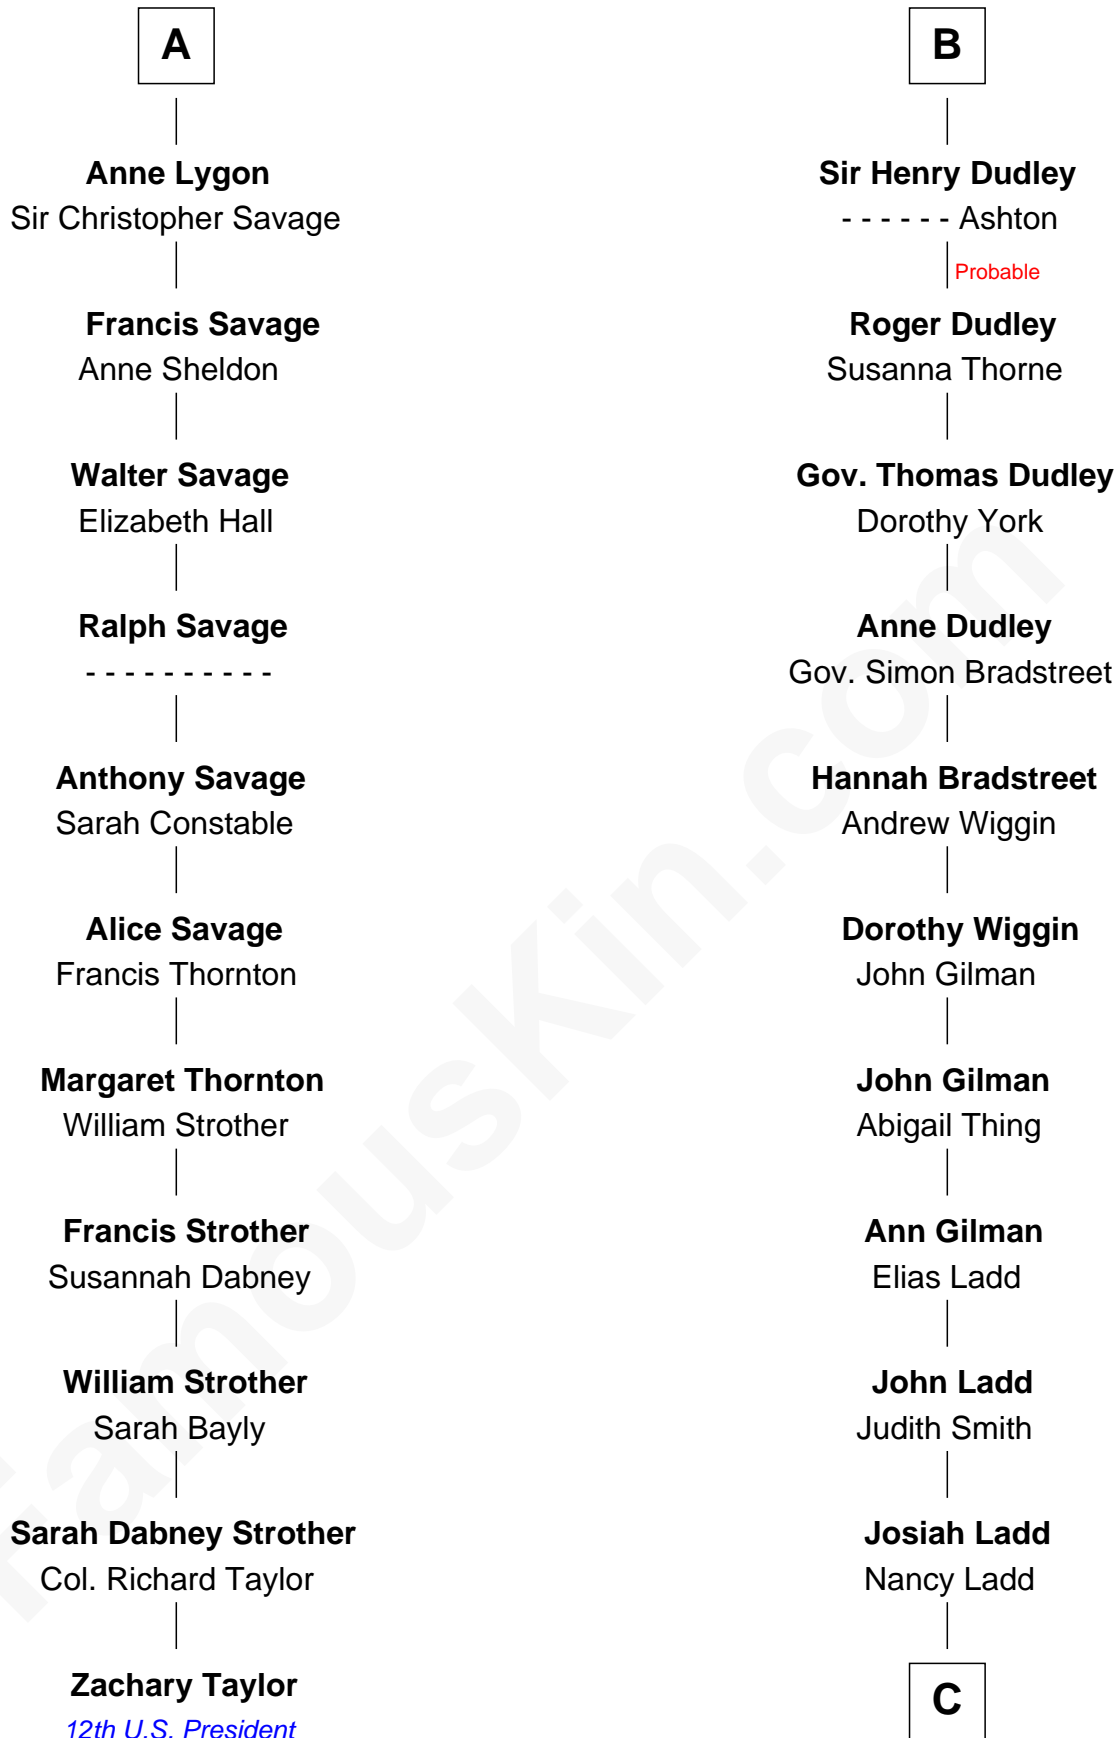 A
Anne Lygon
Sir Christopher Savage
Francis Savage
Anne Sheldon
Walter Savage
Elizabeth Hall
Ralph Savage
- - - - - - - - - -
Anthony Savage
Sarah Constable
Alice Savage
Francis Thornton
Margaret Thornton
William Strother
Francis Strother
Susannah Dabney
William Strother
Sarah Bayly
Sarah Dabney Strother
Col. Richard Taylor
Zachary Taylor
12th U.S. President
B
Sir Henry Dudley
- - - - - - Ashton
Probable
Roger Dudley
Susanna Thorne
Gov. Thomas Dudley
Dorothy York
Anne Dudley
Gov. Simon Bradstreet
Hannah Bradstreet
Andrew Wiggin
Dorothy Wiggin
John Gilman
John Gilman
Abigail Thing
Ann Gilman
Elias Ladd
John Ladd
Judith Smith
Josiah Ladd
Nancy Ladd
C
FamousKin.com